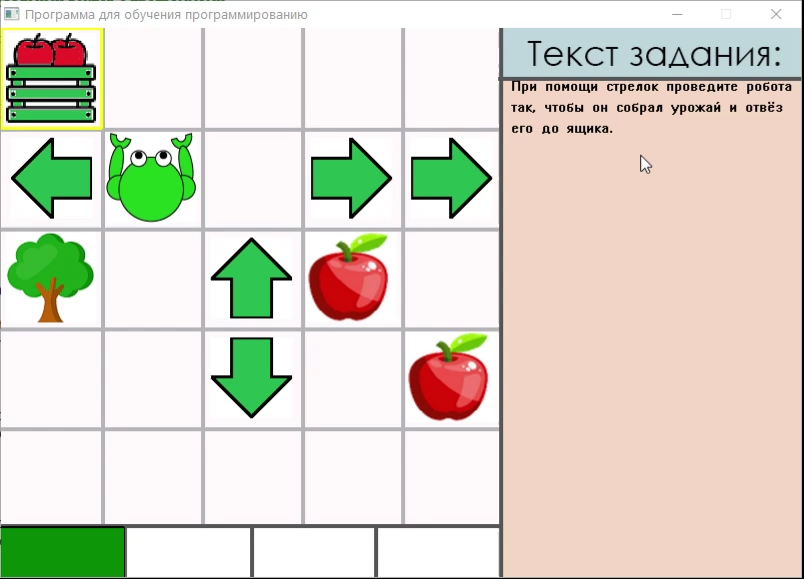 Программа для обучения программированию
Текст задания:
При помощи стрелок проведите робота
так, чтобы он собрал урожай и отвёз
его до ящика.